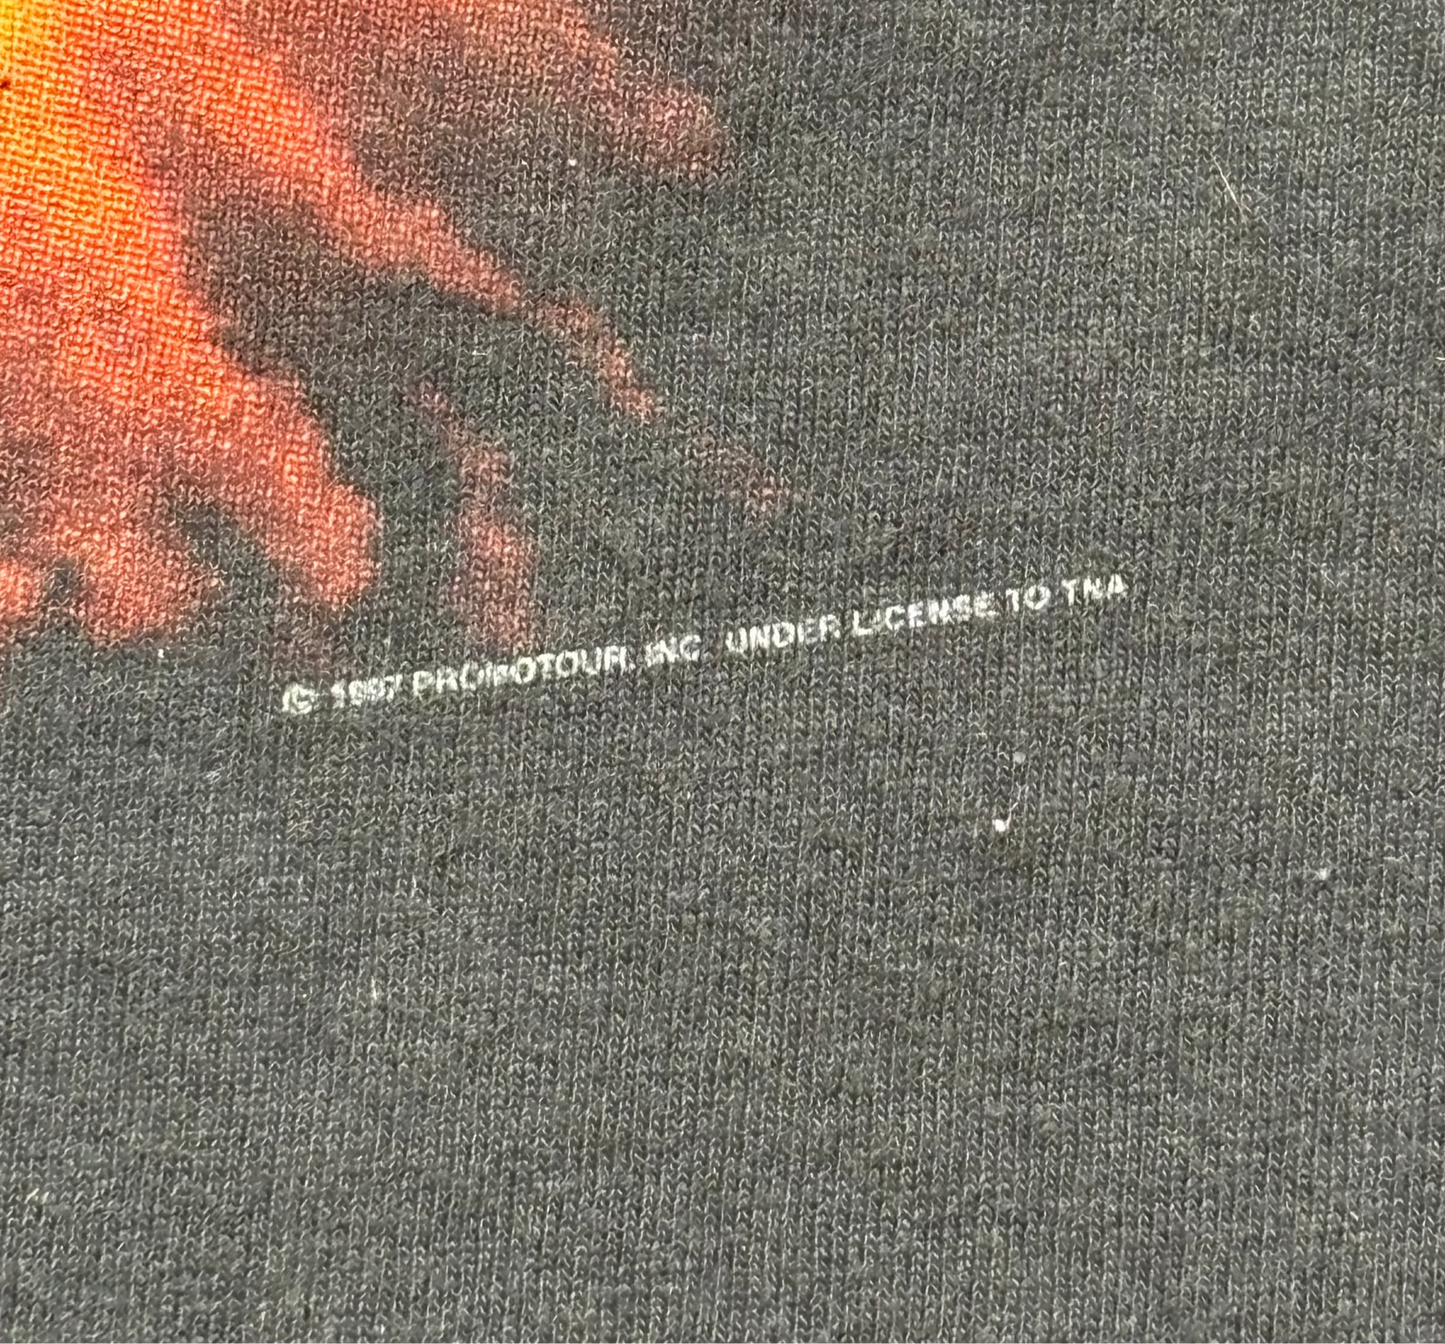 © 1997 PROMOTOUR, INC. UNDER LICENSE TO TNA